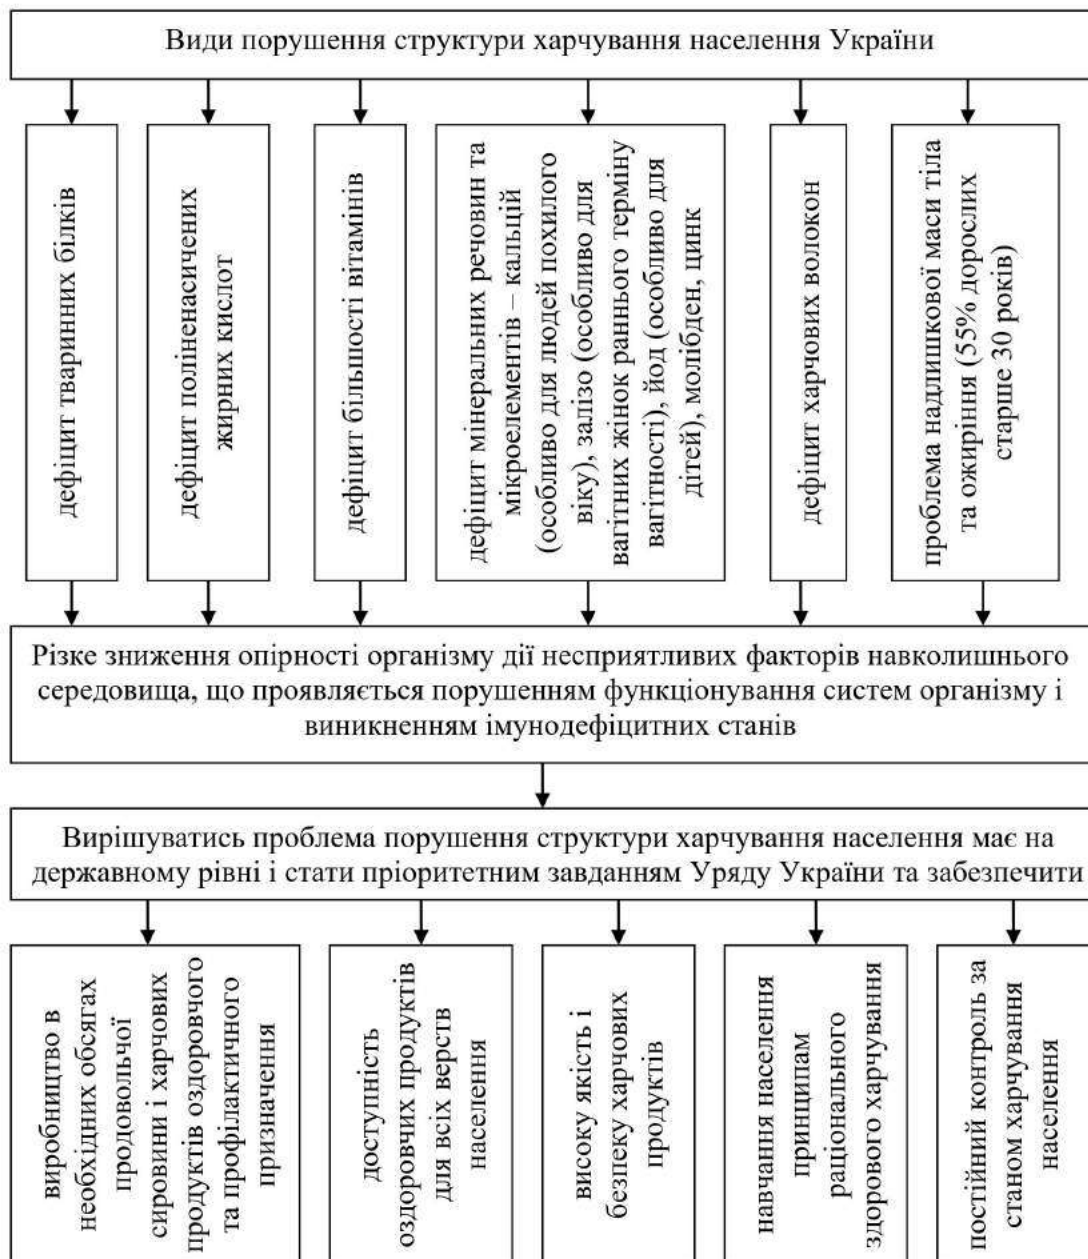 Види порушення структури харчування населення України
дефіцит тваринних білків
дефіцит поліненасичених
жирних кислот
дефіцит більшості вітамінів
дефіцит мінеральних речовин та
мікроелементів – кальцій
(особливо для людей похилого
віку), залізо (особливо для
вагітних жінок раннього терміну
вагітності), йод (особливо для
дітей), молібден, цинк
дефіцит харчових волокон
проблема надлишкової маси тіла
та ожиріння (55% дорослих
старше 30 років)
Різке зниження опірності організму дії несприятливих факторів навколишнього
середовища, що проявляється порушенням функціонування систем організму і
виникненням імунодефіцитних станів
Вирішуватись проблема порушення структури харчування населення має на
державному рівні і стати пріоритетним завданням Уряду України та забезпечити
виробництво в
необхідних обсягах
продовольчої
сировини і харчових
продуктів оздоровчого
та профілактичного
призначення
доступність
оздоровчих продуктів
для всіх верств
населення
високу якість і
безпеку харчових
продуктів
навчання населення
принципам
раціонального
здорового харчування
постійний контроль за
станом харчування
населення